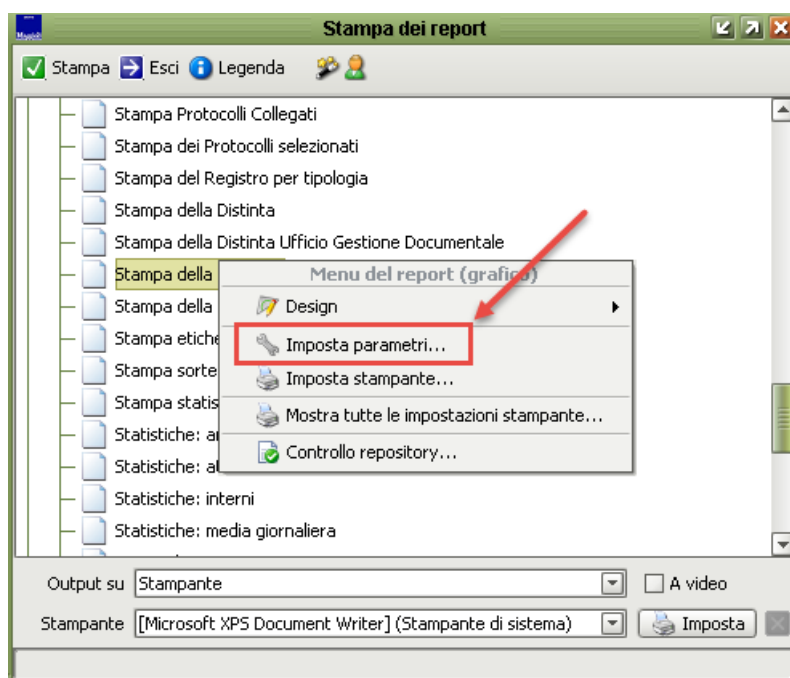 Stampa dei report
Stampa Esci Legenda
Stampa Protocolli Collegati
Stampa dei Protocolli selezionati
Stampa del Registro per tipologia
Stampa della Distinta
Stampa della Distinta Ufficio Gestione Documentale
Stampa della
Menu del report (grafico)
Stampa della
Design
Stampa etiche
Imposta parametri...
Stampa sorte
Imposta stampante...
Stampa statis
Mostra tutte le impostazioni stampante...
Statistiche: a
Controllo repository...
Statistiche: a
Statistiche: interni
Statistiche: media giornaliera
Output su Stampante A video
Stampante [Microsoft XPS Document Writer] (Stampante di sistema) Imposta